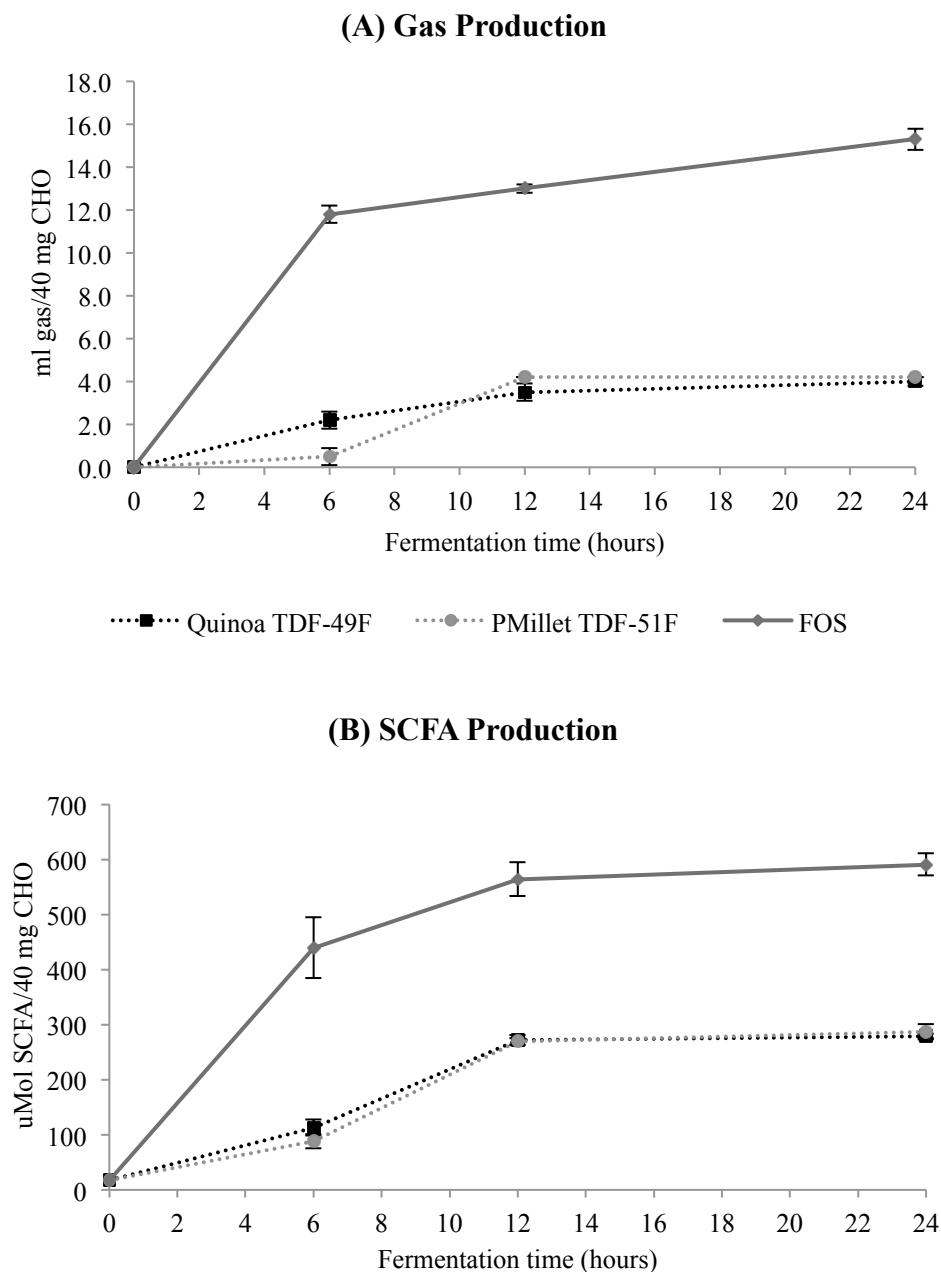 (A) Gas Production
18.0
16.0
14.0
12.0
10.0
8.0
6.0
4.0
2.0
0.0
ml gas/40 mg CHO
0 2 4 6 8 10 12 14 16 18 20 22 24
Fermentation time (hours)
Quinoa TDF-49F PMillet TDF-51F FOS
(B) SCFA Production
700
600
500
400
300
200
100
0
uMol SCFA/40 mg CHO
0 2 4 6 8 10 12 14 16 18 20 22 24
Fermentation time (hours)